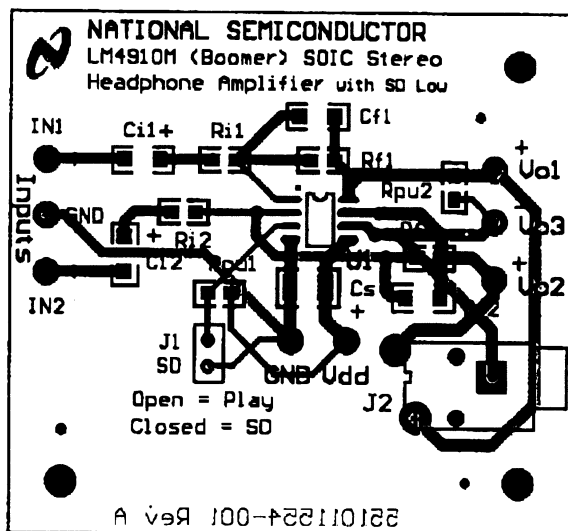 NATIONAL SEMICONDUCTOR
LM4910M (Boomer) SOIC Stereo
Headphone Amplifier with SD Low
IN1
Ci1+
Ri1
Cf1
Rf1
+
Vo1
Rpu2
Inputs
GND
Ri2
-
Vo3
+
Ci2
+
Vo2
IN2
U1
Cs
+
J1
SD
GND Vdd
J2
Open = Play
Closed = SD
551011554-001 Rev A